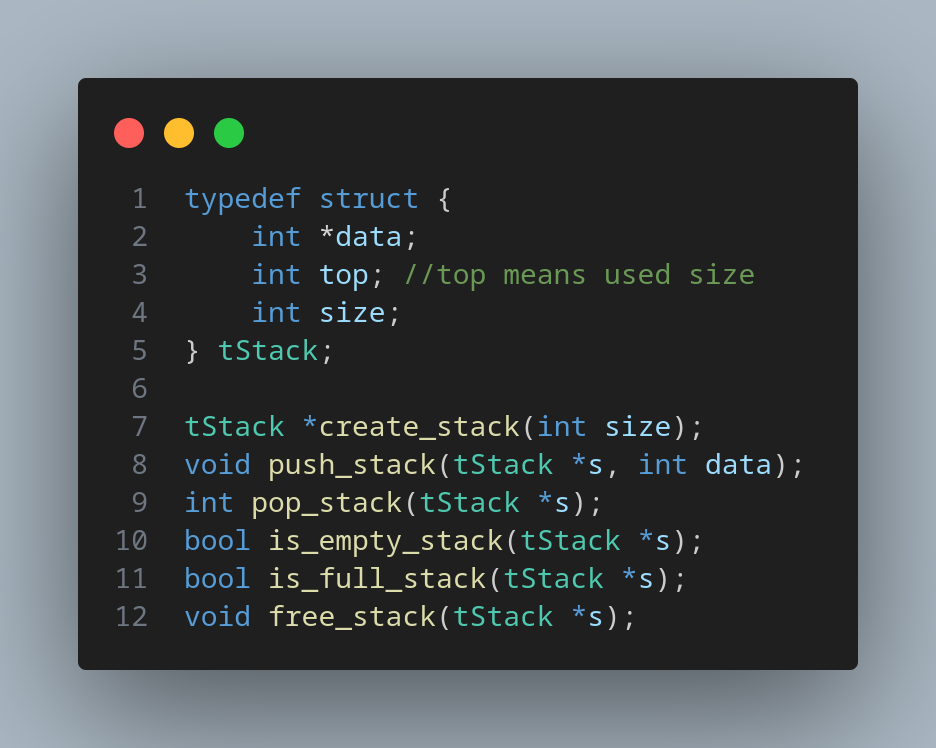 1 typedef struct {
2     int *data;
3     int top; //top means used size
4     int size;
5 } tStack;
6
7 tStack *create_stack(int size);
8 void push_stack(tStack *s, int data);
9 int pop_stack(tStack *s);
10 bool is_empty_stack(tStack *s);
11 bool is_full_stack(tStack *s);
12 void free_stack(tStack *s);